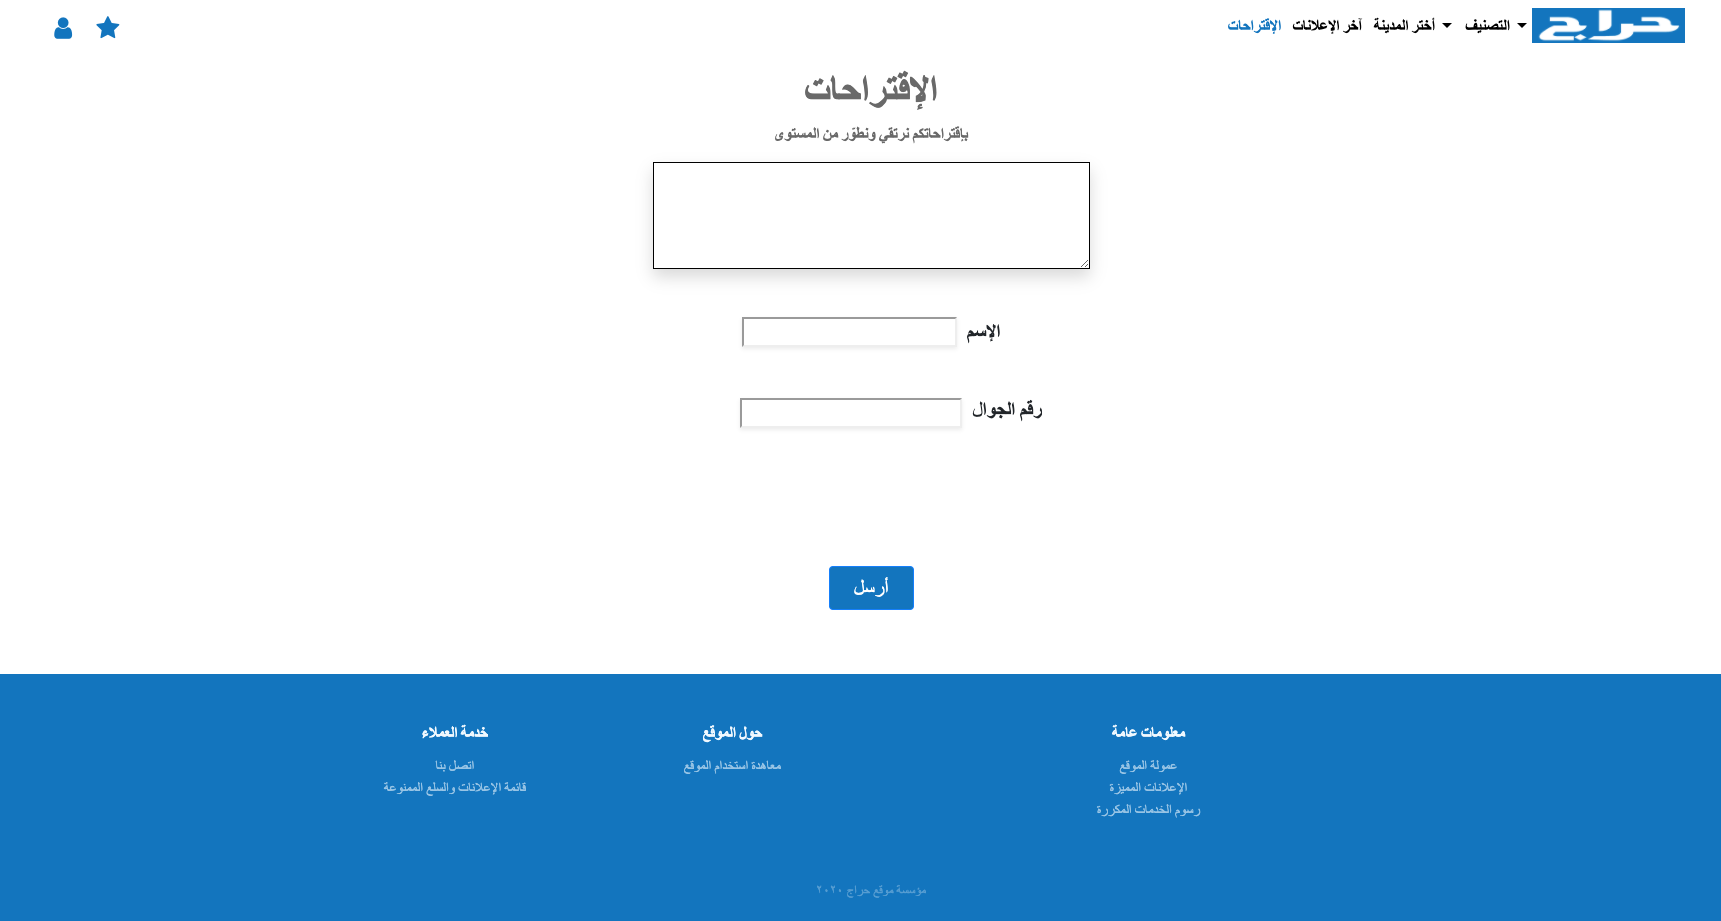 حراج
التصنيف
أختر المدينة
آخر الإعلانات
الإقتراحات
الإقتراحات
بإقتراحاتكم نرتقي ونطوّر من المستوى
الإسم
رقم الجوال
أرسل
معلومات عامة
عمولة الموقع
الإعلانات المميزة
رسوم الخدمات المكررة
حول الموقع
معاهدة استخدام الموقع
خدمة العملاء
اتصل بنا
قائمة الإعلانات والسلع الممنوعة
مؤسسة موقع حراج ٢٠٢٠